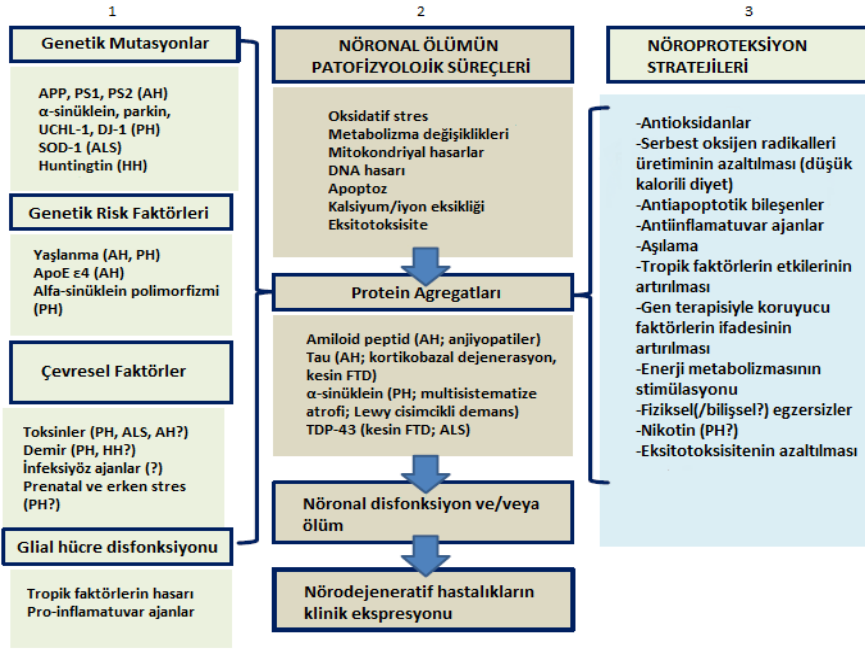 1
Genetik Mutasyonlar
APP, PS1, PS2 (AH)
α-sinüklein, parkin,
UCHL-1, DJ-1 (PH)
SOD-1 (ALS)
Huntingtin (HH)
Genetik Risk Faktörleri
Yaşlanma (AH, PH)
ApoE ε4 (AH)
Alfa-sinüklein polimorfizmi
(PH)
Çevresel Faktörler
Toksinler (PH, ALS, AH?)
Demir (PH, HH?)
İnfeksiyöz ajanlar (?)
Prenatal ve erken stres
(PH?)
Glial hücre disfonksiyonu
Tropik faktörlerin hasarı
Pro-inflamatuvar ajanlar
2
NÖRONAL ÖLÜMÜN
PATOFİZYOLOJİK SÜREÇLERİ
Oksidatif stres
Metabolizma değişiklikleri
Mitokondriyal hasarlar
DNA hasarı
Apoptoz
Kalsiyum/iyon eksikliği
Eksitotoksisite
Protein Agregatları
Amiloid peptid (AH; anjiyopatiler)
Tau (AH; kortikobazal dejenerasyon,
kesin FTD)
α-sinüklein (PH; multisistematize
atrofi; Lewy cisimcikli demans)
TDP-43 (kesin FTD; ALS)
Nöronal disfonksiyon ve/veya
ölüm
Nörodejeneratif hastalıkların
klinik ekspresyonu
3
NÖROPROTEKSİYON
STRATEJİLERİ
-Antioksidanlar
-Serbest oksijen radikalleri
üretiminin azaltılması (düşük
kalorili diyet)
-Antiapoptotik bileşenler
-Antiinflamatuvar ajanlar
-Aşılama
-Tropik faktörlerin etkilerinin
artırılması
-Gen terapisiyle koruyucu
faktörlerin ifadesinin
artırılması
-Enerji metabolizmasının
stimülasyonu
-Fiziksel(/bilişsel?) egzersizler
-Nikotin (PH?)
-Eksitotoksisitenin azaltılması